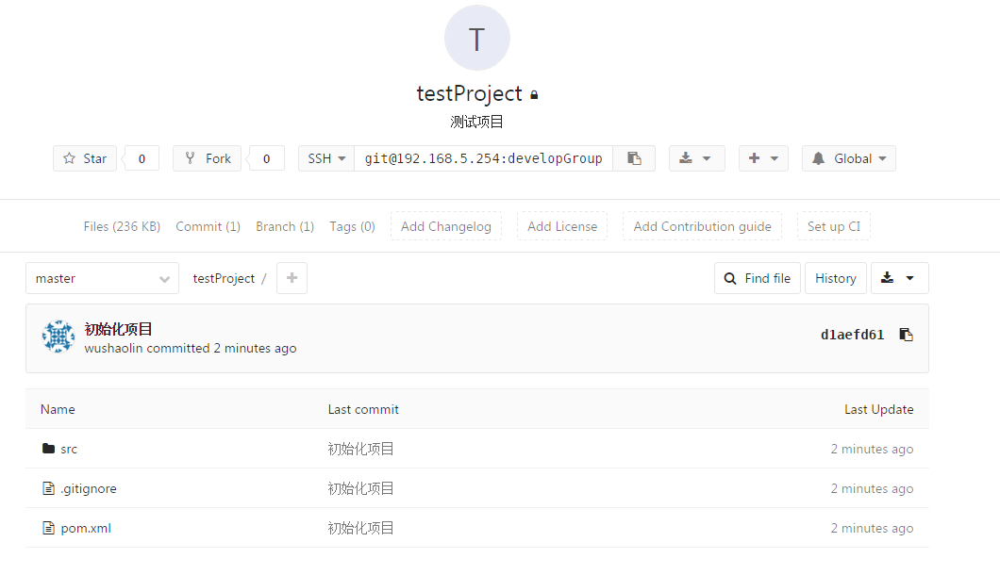 T
testProject
测试项目
Star 0 Fork 0 SSH git@192.168.5.254:developGroup Global
Files (236 KB) Commit (1) Branch (1) Tags (0) Add Changelog Add License Add Contribution guide Set up CI
master testProject / + Find file History
初始化项目
wushaolin committed 2 minutes ago d1aefd61
Name Last commit Last Update
src 初始化项目 2 minutes ago
.gitignore 初始化项目 2 minutes ago
pom.xml 初始化项目 2 minutes ago